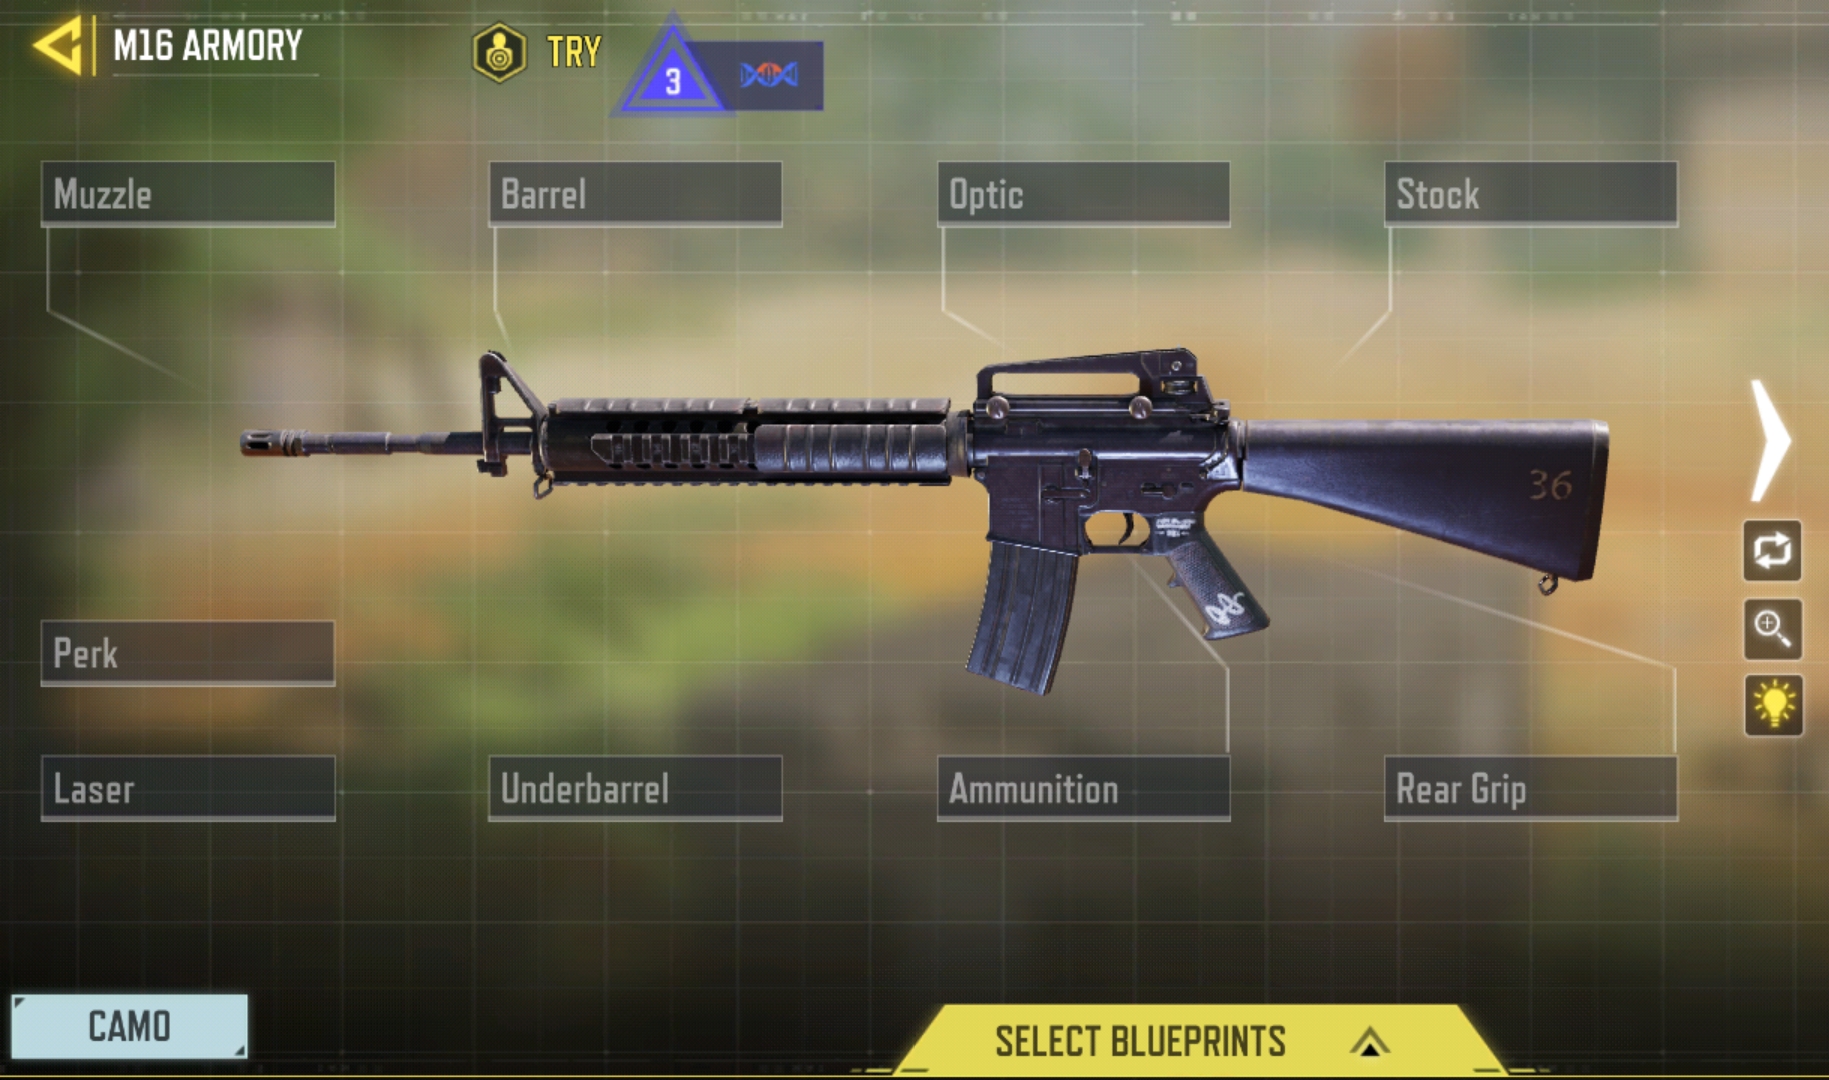 M16 ARMORY
TRY
3
Muzzle
Barrel
Optic
Stock
36
Perk
Laser
Underbarrel
Ammunition
Rear Grip
CAMO
SELECT BLUEPRINTS